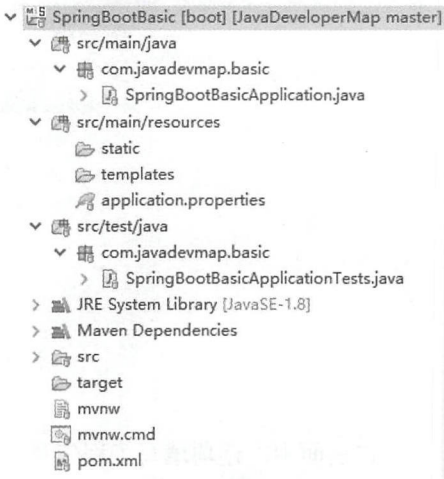 SpringBootBasic [boot] [JavaDeveloperMap master]
src/main/java
com.javadevmap.basic
SpringBootBasicApplication.java
src/main/resources
static
templates
application.properties
src/test/java
com.javadevmap.basic
SpringBootBasicApplicationTests.java
JRE System Library [JavaSE-1.8]
Maven Dependencies
src
target
mvnw
mvnw.cmd
pom.xml